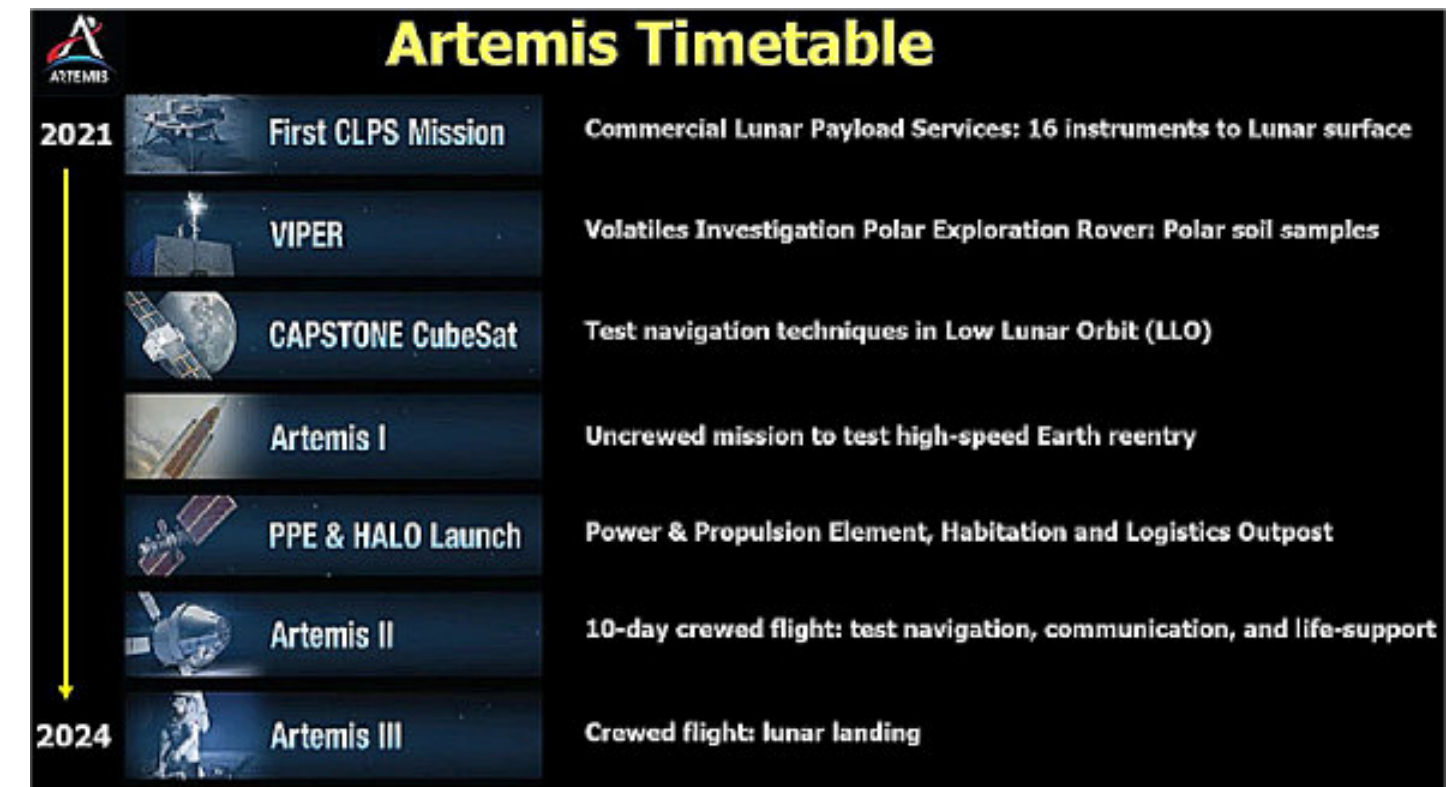 Artemis Timetable
ARTEMIS
2021
First CLPS Mission
Commercial Lunar Payload Services: 16 instruments to Lunar surface
VIPER
Volatiles Investigation Polar Exploration Rover: Polar soil samples
CAPSTONE CubeSat
Test navigation techniques in Low Lunar Orbit (LLO)
Artemis I
Uncrewed mission to test high-speed Earth reentry
PPE & HALO Launch
Power & Propulsion Element, Habitation and Logistics Outpost
Artemis II
10-day crewed flight: test navigation, communication, and life-support
2024
Artemis III
Crewed flight: lunar landing